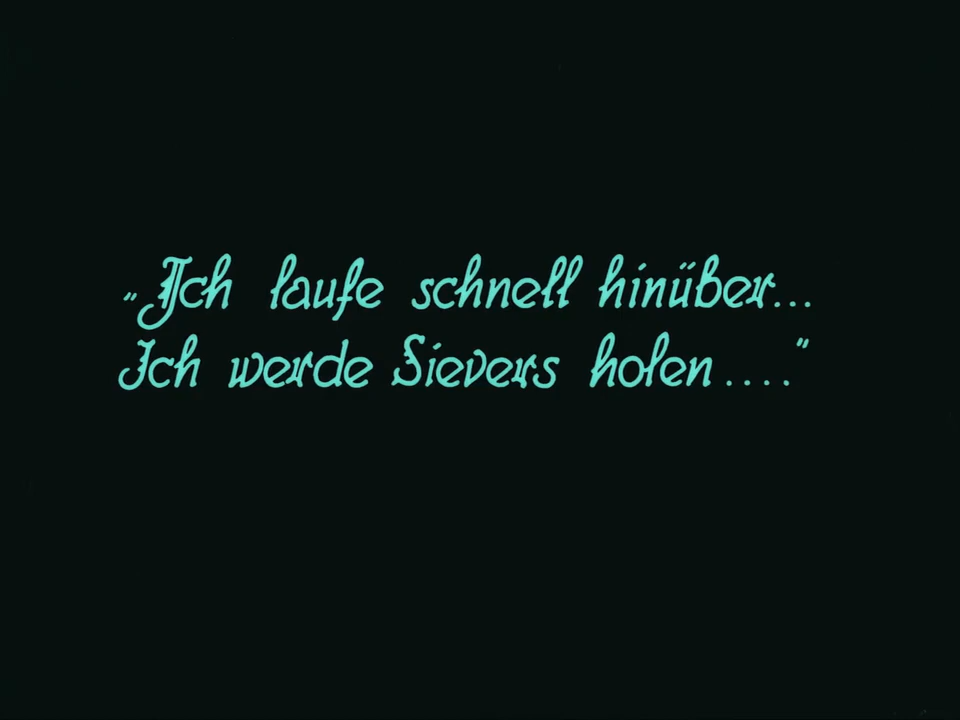 „Ich laufe schnell hinüber...
Ich werde Sievers holen ....”